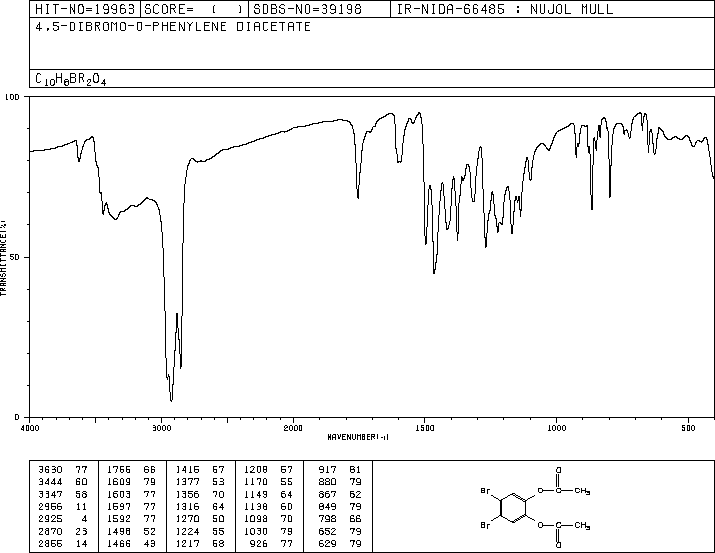 HIT-NO=19963 SCORE= ( ) SDBS-NO=39198 IR-NIDA-66485 : NUJOL MULL
4,5-DIBROMO-O-PHENYLENE DIACETATE
C10H8BR2O4
100
50
0
TRANSMITTANCE(%)
4000 3000 2000 1500 1000 500
WAVENUMBER(-1)
3630 77 1766 66 1416 57 1208 57 917 81
3444 60 1609 79 1377 53 1170 55 880 79
3347 58 1603 77 1356 70 1149 64 867 62
2956 11 1597 77 1316 64 1138 60 849 79
2925 4 1592 77 1270 50 1098 70 798 66
2870 23 1498 52 1224 55 1030 79 652 79
2855 14 1466 43 1217 58 926 77 629 79
O
Br O C CH3
Br O C CH3
O